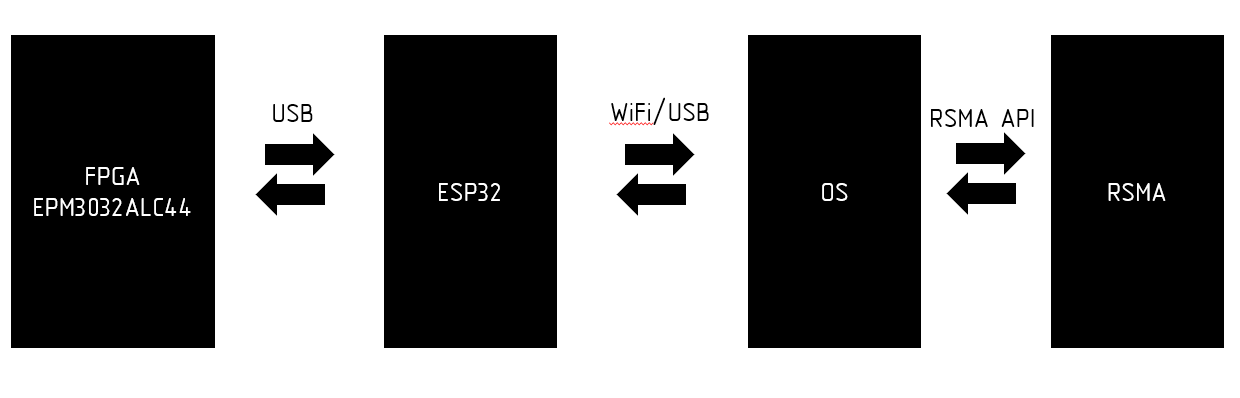 USB
WiFi/USB
RSMA API
FPGA
EPM3032ALC44
ESP32
OS
RSMA